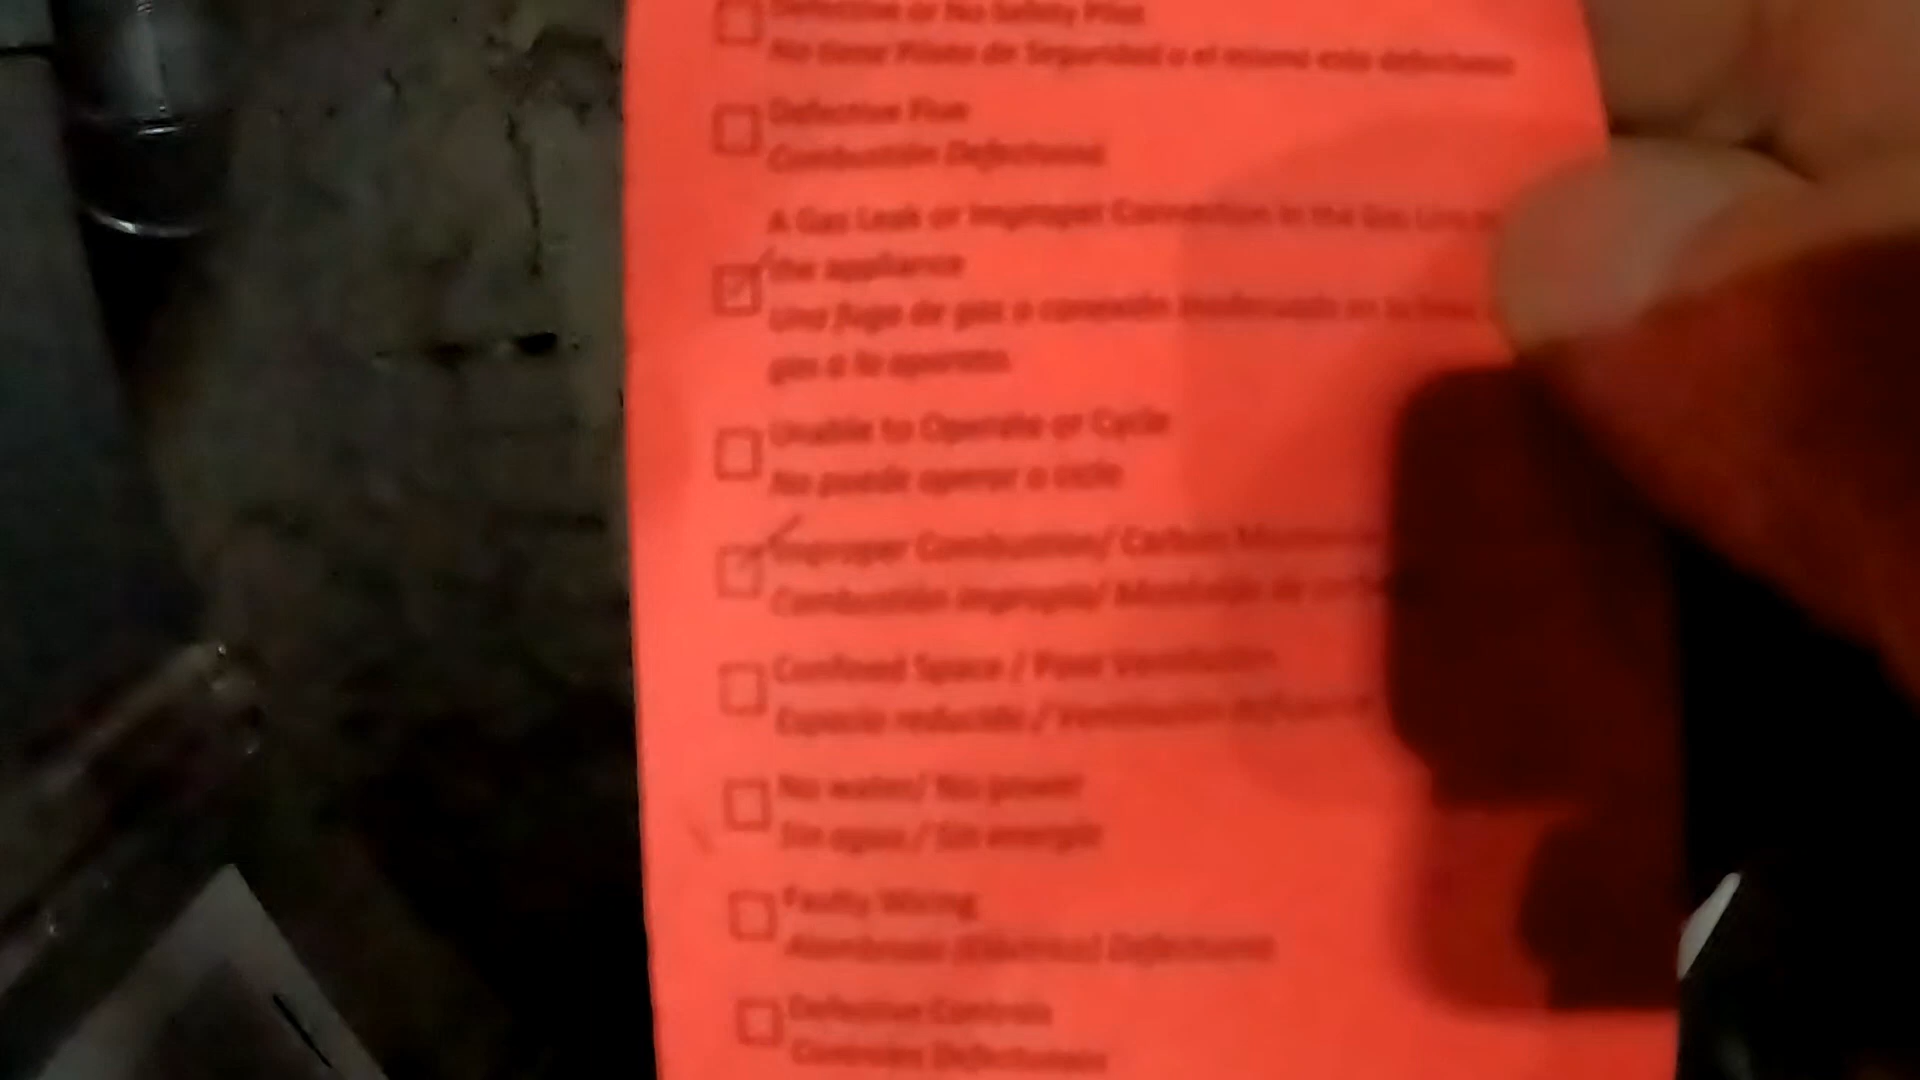 Defective or No Safety Pilot
No tiene Piloto de Seguridad o el mismo esta defectuoso
Defective Flue
Combustión Defectuosa
A Gas Leak or Improper Connection in the Gas Line
the appliance
Una fuga de gas o conexión inadecuada en la línea
gas a la aparato.
Unable to Operate or Cycle
No puede operar o ciclo
Improper Combustion/ Carbon
Combustión impropia/ Monóxido de
Confined Space / Poor Ventilation
Espacio reducido / Ventilación deficiente
No water/ No power
Sin agua / Sin energía
Faulty Wiring
Alambrado (Eléctrico) Defectuoso
Defective Controls
Controles Defectuosos